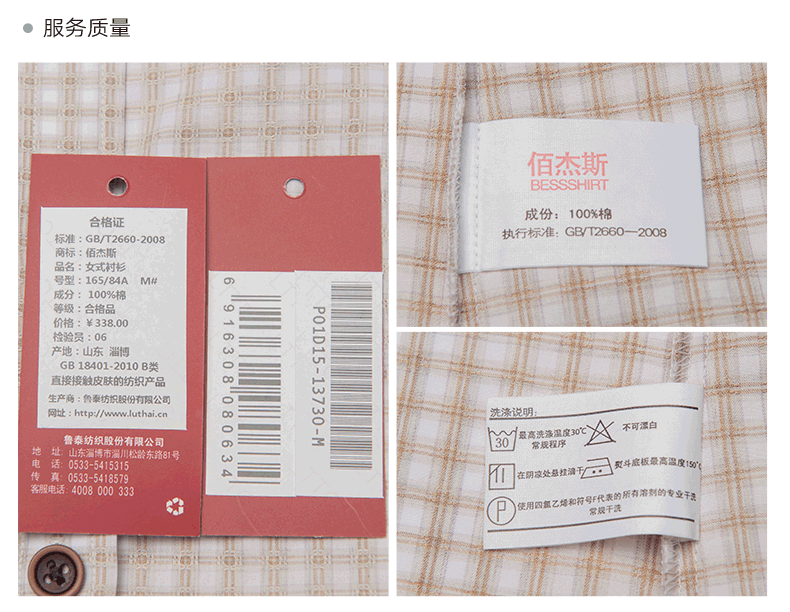 服务质量
合格证
标准：GB/T2660-2008
商标：佰杰斯
品名：女式衬衫
号型：165/84A M#
成分： 100%棉
等级：合格品
价格：￥338.00
检验员：06
产地：山东 淄博
GB 18401-2010 B类
直接接触皮肤的纺织产品
生产商：鲁泰纺织股份有限公司
网址：http://www.luthai.cn
鲁泰纺织股份有限公司
地 址: 山东淄博市淄川松龄东路81号
电 话: 0533-5415315
传 真: 0533-5418579
客服电话: 4008 000 333
6 916308 080634
P01D15-13730-M
佰杰斯
BESSSHIRT
成份：100%棉
执行标准：GB/T2660—2008
洗涤说明:
30
最高洗涤温度30℃
常规程序
不可漂白
在阴凉处悬挂滴干
熨斗底板最高温度150℃
P
使用四氯乙烯和符号F代表的所有溶剂的专业干洗
常规干洗